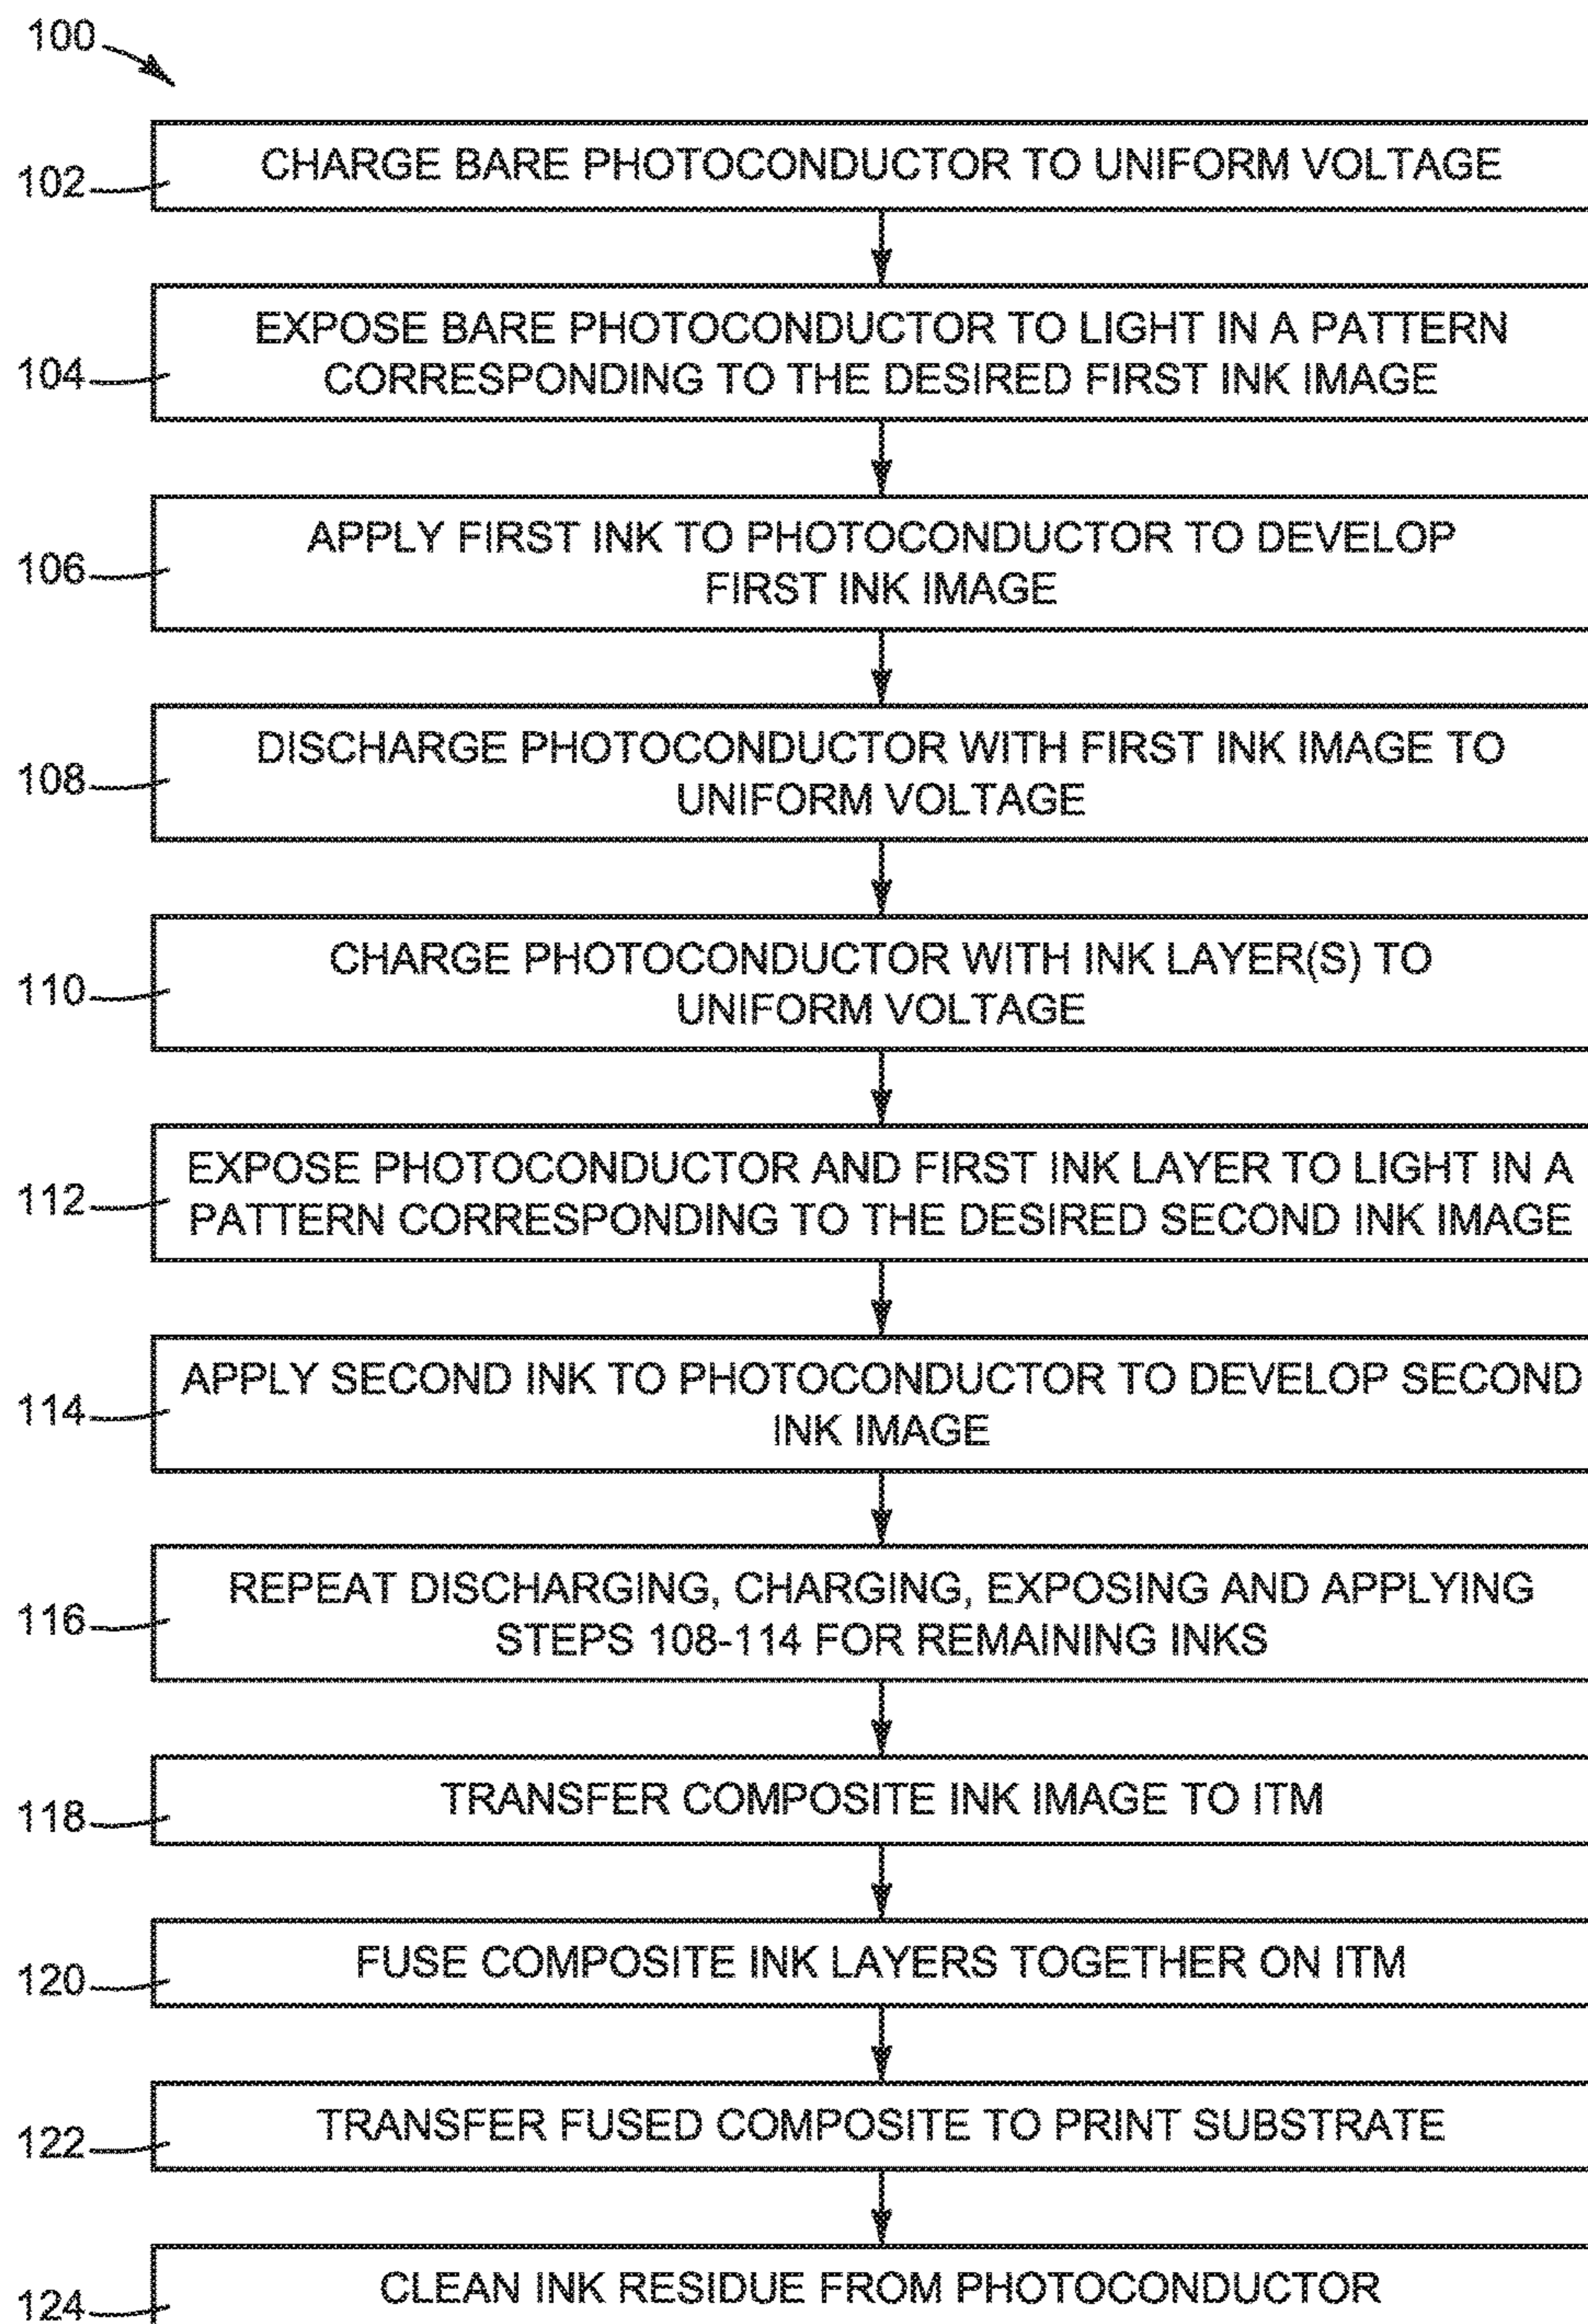 100
102
CHARGE BARE PHOTOCONDUCTOR TO UNIFORM VOLTAGE
104
EXPOSE BARE PHOTOCONDUCTOR TO LIGHT IN A PATTERN
CORRESPONDING TO THE DESIRED FIRST INK IMAGE
106
APPLY FIRST INK TO PHOTOCONDUCTOR TO DEVELOP
FIRST INK IMAGE
108
DISCHARGE PHOTOCONDUCTOR WITH FIRST INK IMAGE TO
UNIFORM VOLTAGE
110
CHARGE PHOTOCONDUCTOR WITH INK LAYER(S) TO
UNIFORM VOLTAGE
112
EXPOSE PHOTOCONDUCTOR AND FIRST INK LAYER TO LIGHT IN A
PATTERN CORRESPONDING TO THE DESIRED SECOND INK IMAGE
114
APPLY SECOND INK TO PHOTOCONDUCTOR TO DEVELOP SECOND
INK IMAGE
116
REPEAT DISCHARGING, CHARGING, EXPOSING AND APPLYING
STEPS 108-114 FOR REMAINING INKS
118
TRANSFER COMPOSITE INK IMAGE TO ITM
120
FUSE COMPOSITE INK LAYERS TOGETHER ON ITM
122
TRANSFER FUSED COMPOSITE TO PRINT SUBSTRATE
124
CLEAN INK RESIDUE FROM PHOTOCONDUCTOR